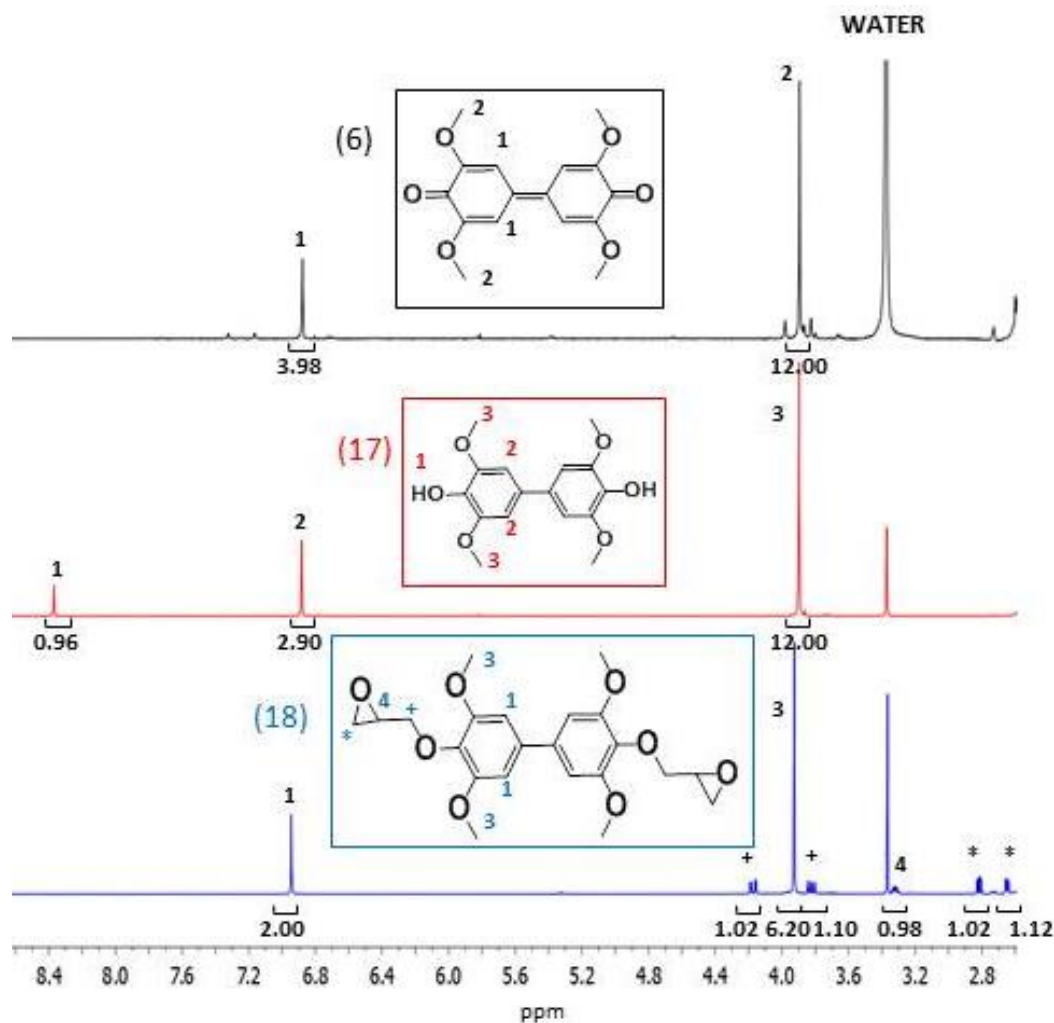 WATER
2
(6)
2
1
O
O
O
O
O
O
1
2
1
3.98
12.00
3
(17)
3
1
2
O
O
HO
OH
O
O
2
3
2
1
0.96
2.90
12.00
3
(18)
3
O
4
+
*
O
O
1
O
O
O
O
O
1
3
1
+
+
4
*
*
2.00
1.02
6.20
1.10
0.98
1.02
1.12
8.4 8.0 7.6 7.2 6.8 6.4 6.0 5.6 5.2 4.8 4.4 4.0 3.6 3.2 2.8
ppm